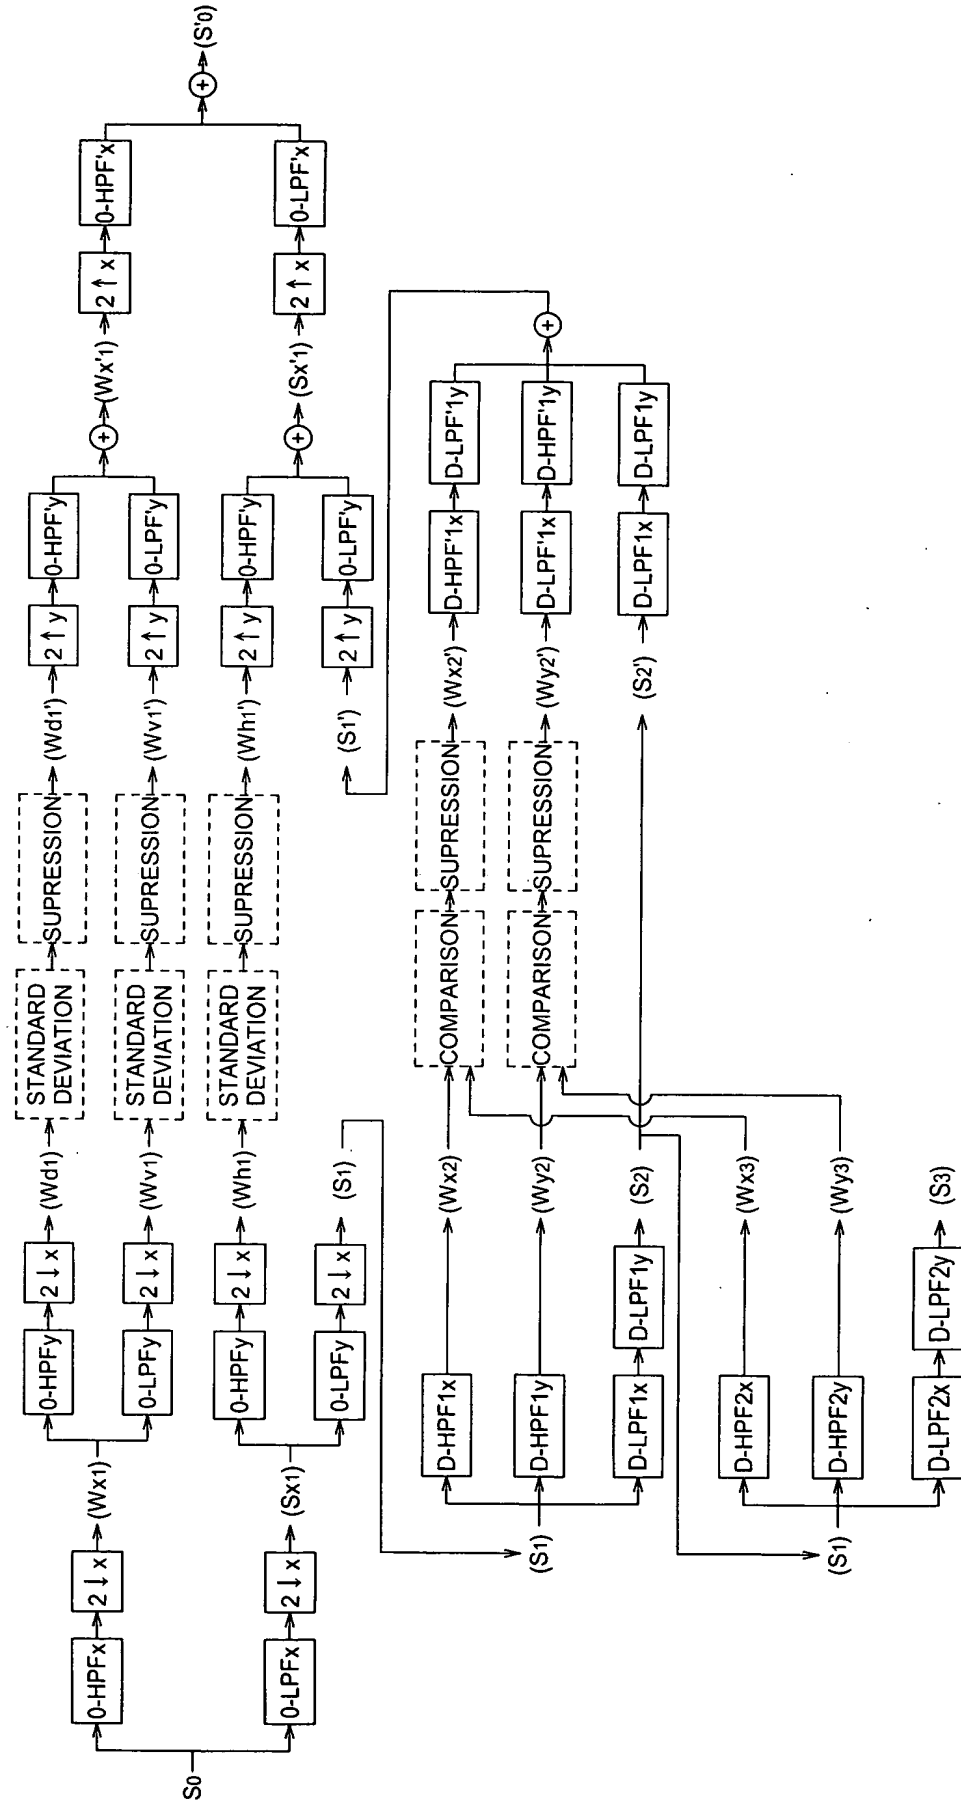 S0
0-HPFx
2↓x
(Wx1)
0-HPFy
2↓x
(Wd1)
STANDARD
DEVIATION
SUPRESSION
(Wd1')
2↑y
0-HPF'y
0-LPFy
2↓x
(Wv1)
STANDARD
DEVIATION
SUPRESSION
(Wv1')
2↑y
0-LPF'y
+
(Wx'1)
2↑x
0-HPF'x
0-LPFx
2↓x
(Sx1)
0-HPFy
2↓x
(Wh1)
STANDARD
DEVIATION
SUPRESSION
(Wh1')
2↑y
0-HPF'y
0-LPFy
2↓x
(S1)
(S1')
2↑y
0-LPF'y
+
(Sx'1)
2↑x
0-LPF'x
+
(S'0)
(S1)
D-HPF1x
(Wx2)
COMPARISON
SUPRESSION
(Wx2')
D-HPF'1x
D-LPF'1y
D-HPF1y
(Wy2)
COMPARISON
SUPRESSION
(Wy2')
D-LPF'1x
D-HPF'1y
+
D-LPF1x
D-LPF1y
(S2)
(S2')
D-LPF1x
D-LPF1y
(S1)
D-HPF2x
(Wx3)
D-HPF2y
(Wy3)
D-LPF2x
D-LPF2y
(S3)